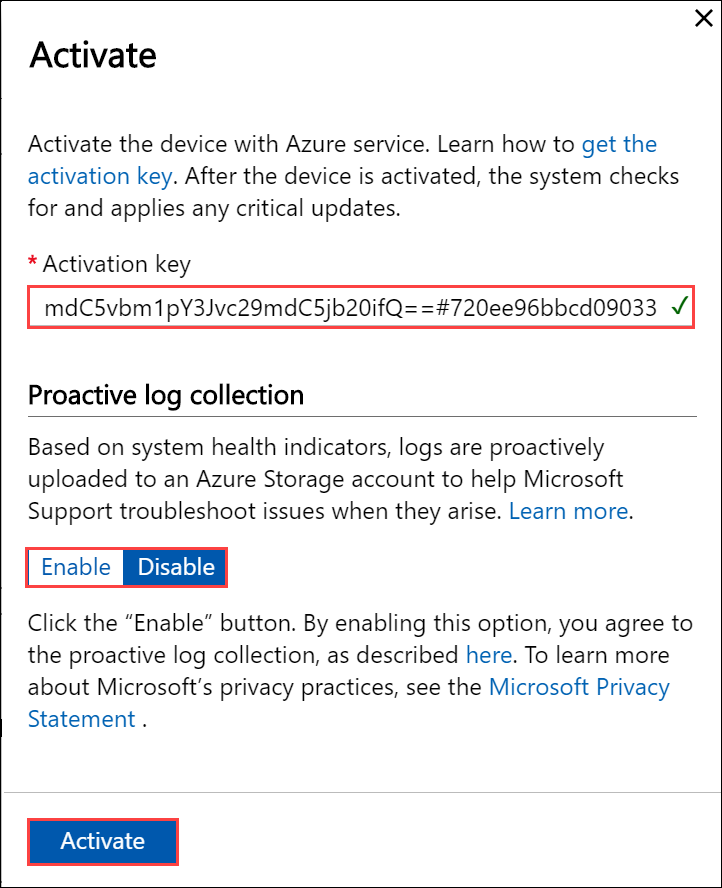 Activate
Activate the device with Azure service. Learn how to get the
activation key. After the device is activated, the system checks
for and applies any critical updates.
* Activation key
mdC5vbm1pY3Jvc29mdC5jb20ifQ==#720ee96bbcd09033 ✓
Proactive log collection
Based on system health indicators, logs are proactively
uploaded to an Azure Storage account to help Microsoft
Support troubleshoot issues when they arise. Learn more.
Enable Disable
Click the “Enable” button. By enabling this option, you agree to
the proactive log collection, as described here. To learn more
about Microsoft’s privacy practices, see the Microsoft Privacy
Statement .
Activate